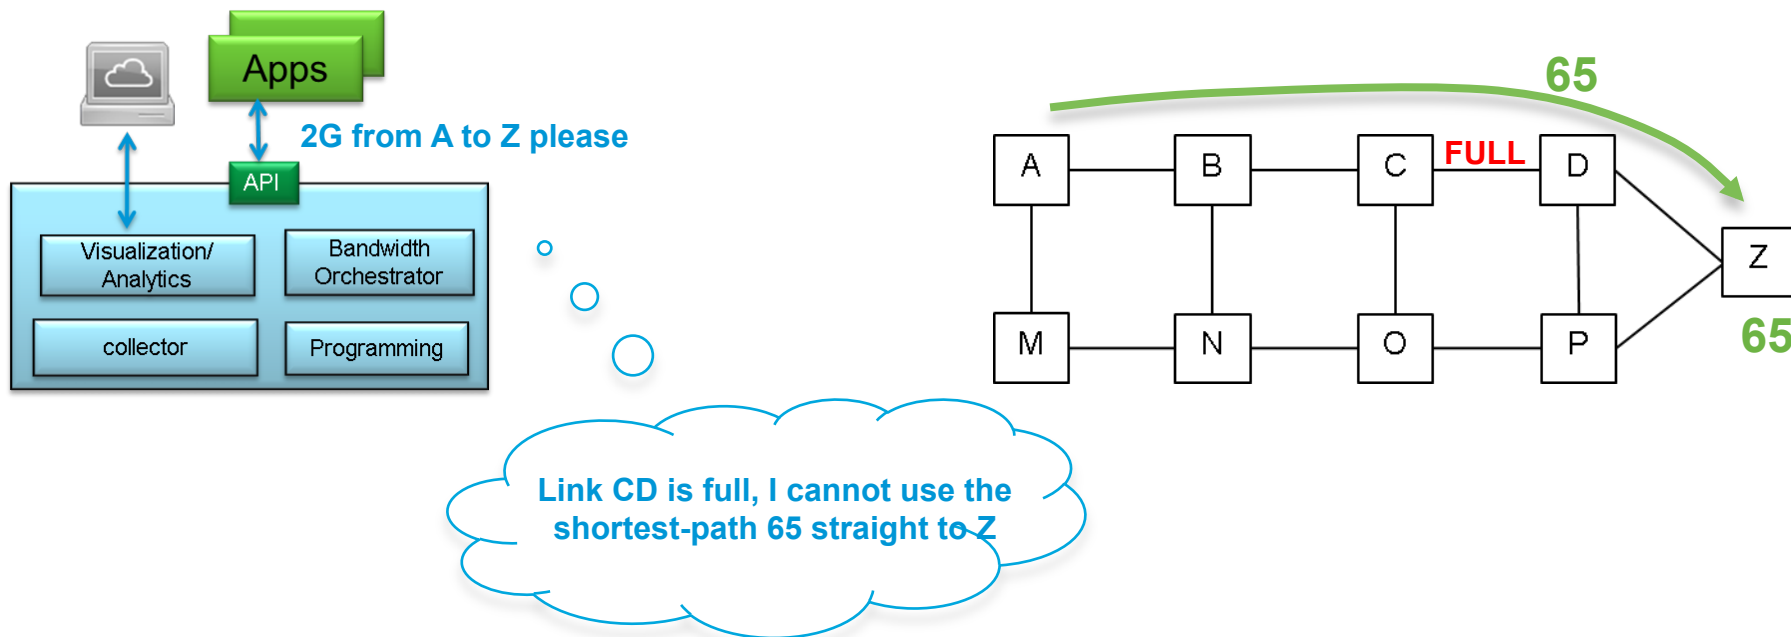 Apps
2G from A to Z please
API
Visualization/
Analytics
Bandwidth
Orchestrator
collector
Programming
Link CD is full, I cannot use the
shortest-path 65 straight to Z
65
A
B
C
FULL
D
Z
65
M
N
O
P